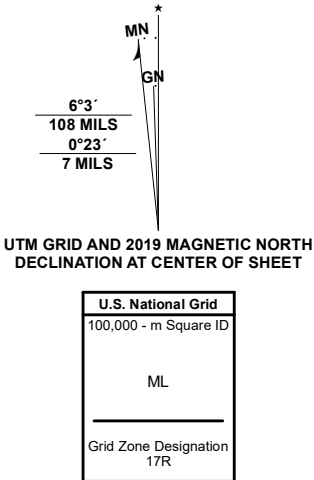 MN
GN
6°3´
108 MILS
0°23´
7 MILS
UTM GRID AND 2019 MAGNETIC NORTH
DECLINATION AT CENTER OF SHEET
U.S. National Grid
100,000 - m Square ID
ML
Grid Zone Designation
17R